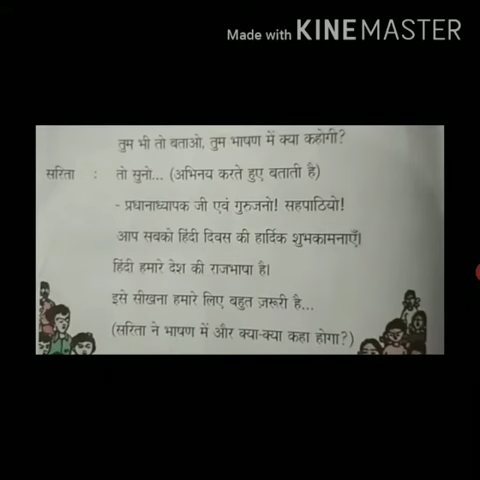 Made with KINEMASTER
तुम भी तो बताओ, तुम भाषण में क्या कहोगी?
सरिता : तो सुनो... (अभिनय करते हुए बताती है)
- प्रधानाध्यापक जी एवं गुरुजनो! सहपाठियो!
आप सबको हिंदी दिवस की हार्दिक शुभकामनाएँ।
हिंदी हमारे देश की राजभाषा है।
इसे सीखना हमारे लिए बहुत ज़रूरी है...
(सरिता ने भाषण में और क्या-क्या कहा होगा?)